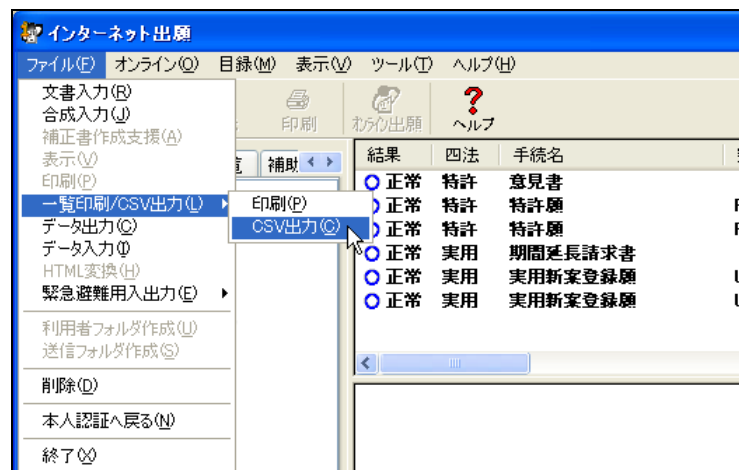 インターネット出願
ファイル(F) オンライン(O) 目録(M) 表示(V) ツール(T) ヘルプ(H)
文書入力(R)
合成入力(J)
補正書作成支援(A)
表示(V)
印刷(P)
一覧印刷/CSV出力(L)
データ出力(O)
データ入力(I)
HTML変換(H)
緊急避難用入出力(E)
利用者フォルダ作成(U)
送信フォルダ作成(S)
削除(D)
本人認証へ戻る(N)
終了(X)
印刷(P)
CSV出力(C)
印刷 オンライン出願 ヘルプ
補助
結果 四法 手続名
正常 特許 意見書
正常 特許 特許願
正常 特許 特許願
正常 実用 期間延長請求書
正常 実用 実用新案登録願
正常 実用 実用新案登録願